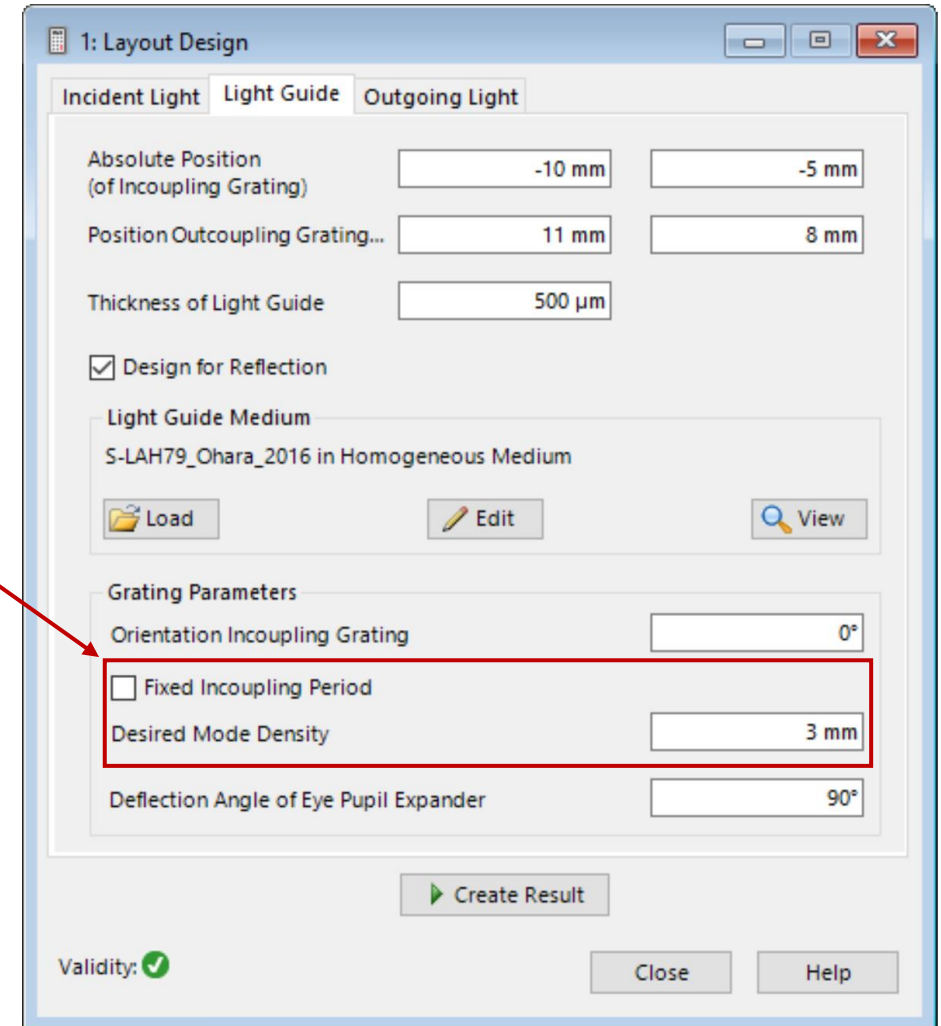 1: Layout Design
Incident Light Light Guide Outgoing Light
Absolute Position
(of Incoupling Grating)
-10 mm -5 mm
Position Outcoupling Grating... 11 mm 8 mm
Thickness of Light Guide 500 µm
Design for Reflection
Light Guide Medium
S-LAH79_Ohara_2016 in Homogeneous Medium
Load Edit View
Grating Parameters
Orientation Incoupling Grating 0°
Fixed Incoupling Period
Desired Mode Density 3 mm
Deflection Angle of Eye Pupil Expander 90°
Create Result
Validity: Close Help